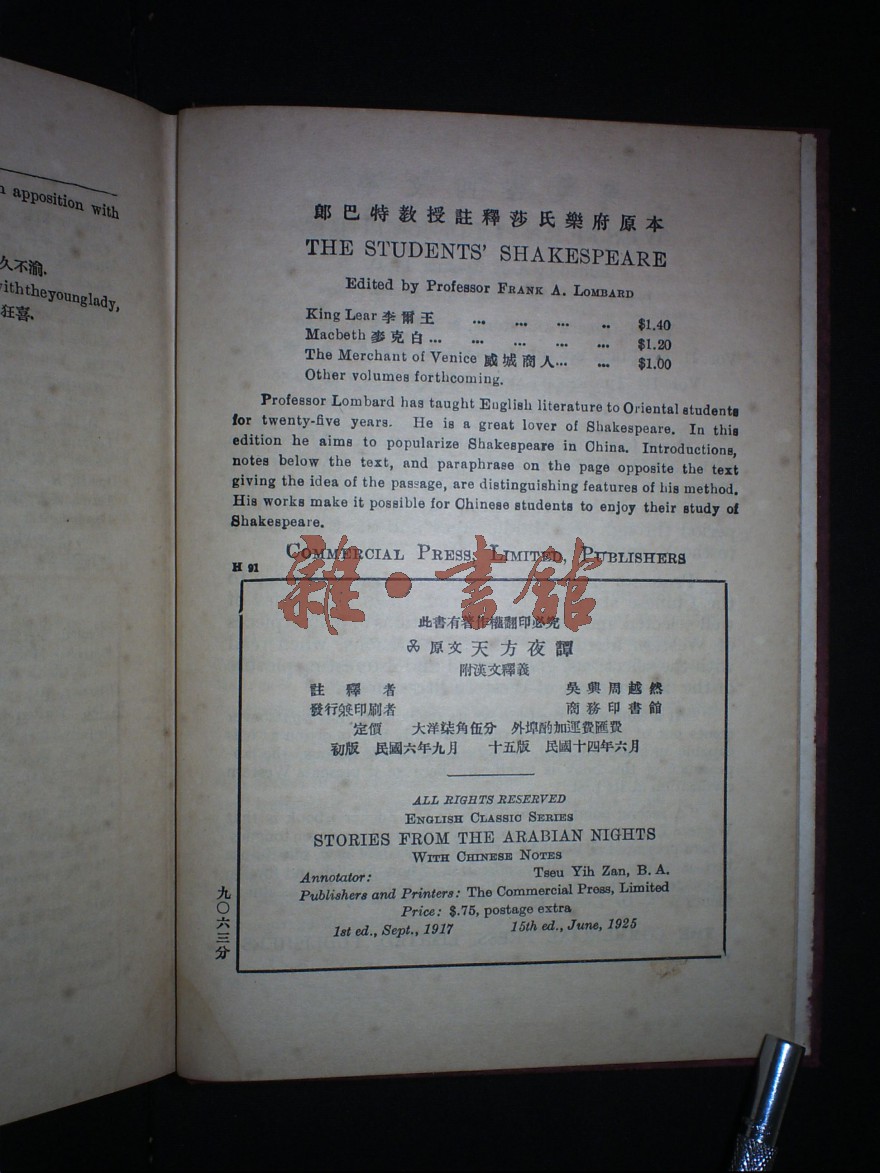 n apposition with
久不渝.
viththeyounglady,
狂喜.
郎巴特教授註釋莎氏樂府原本
THE STUDENTS' SHAKESPEARE
Edited by Professor FRANK A. LOMBARD
King Lear 李爾王 ... ... ... .. $1.40
Macbeth 麥克白... ... ... ... ... $1.20
The Merchant of Venice 威城商人... ... $1.00
Other volumes forthcoming.
Professor Lombard has taught English literature to Oriental students
for twenty-five years. He is a great lover of Shakespeare. In this
edition he aims to popularize Shakespeare in China. Introductions,
notes below the text, and paraphrase on the page opposite the text
giving the idea of the passage, are distinguishing features of his method.
His works make it possible for Chinese students to enjoy their study of
Shakespeare.
COMMERCIAL PRESS, LIMITED, PUBLISHERS
H 91
雜·書館
此書有著作權翻印必究
原文 天方夜譚
附漢文釋義
註釋者 吳興周越然
發行兼印刷者 商務印書館
定價 大洋柒角伍分 外埠酌加運費匯費
初版 民國六年九月 十五版 民國十四年六月
ALL RIGHTS RESERVED
ENGLISH CLASSIC SERIES
STORIES FROM THE ARABIAN NIGHTS
WITH CHINESE NOTES
Annotator: Tseu Yih Zan, B. A.
Publishers and Printers: The Commercial Press, Limited
Price: $.75, postage extra
1st ed., Sept., 1917 15th ed., June, 1925
九〇六三分